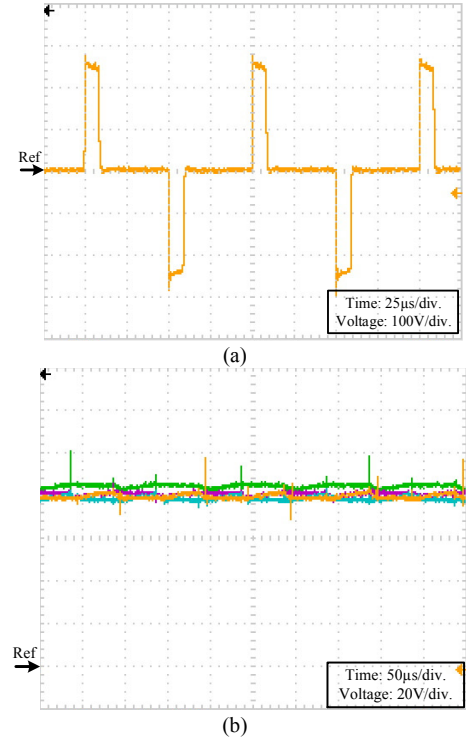 Ref
Time: 25µs/div.
Voltage: 100V/div.
(a)
Ref
Time: 50µs/div.
Voltage: 20V/div.
(b)